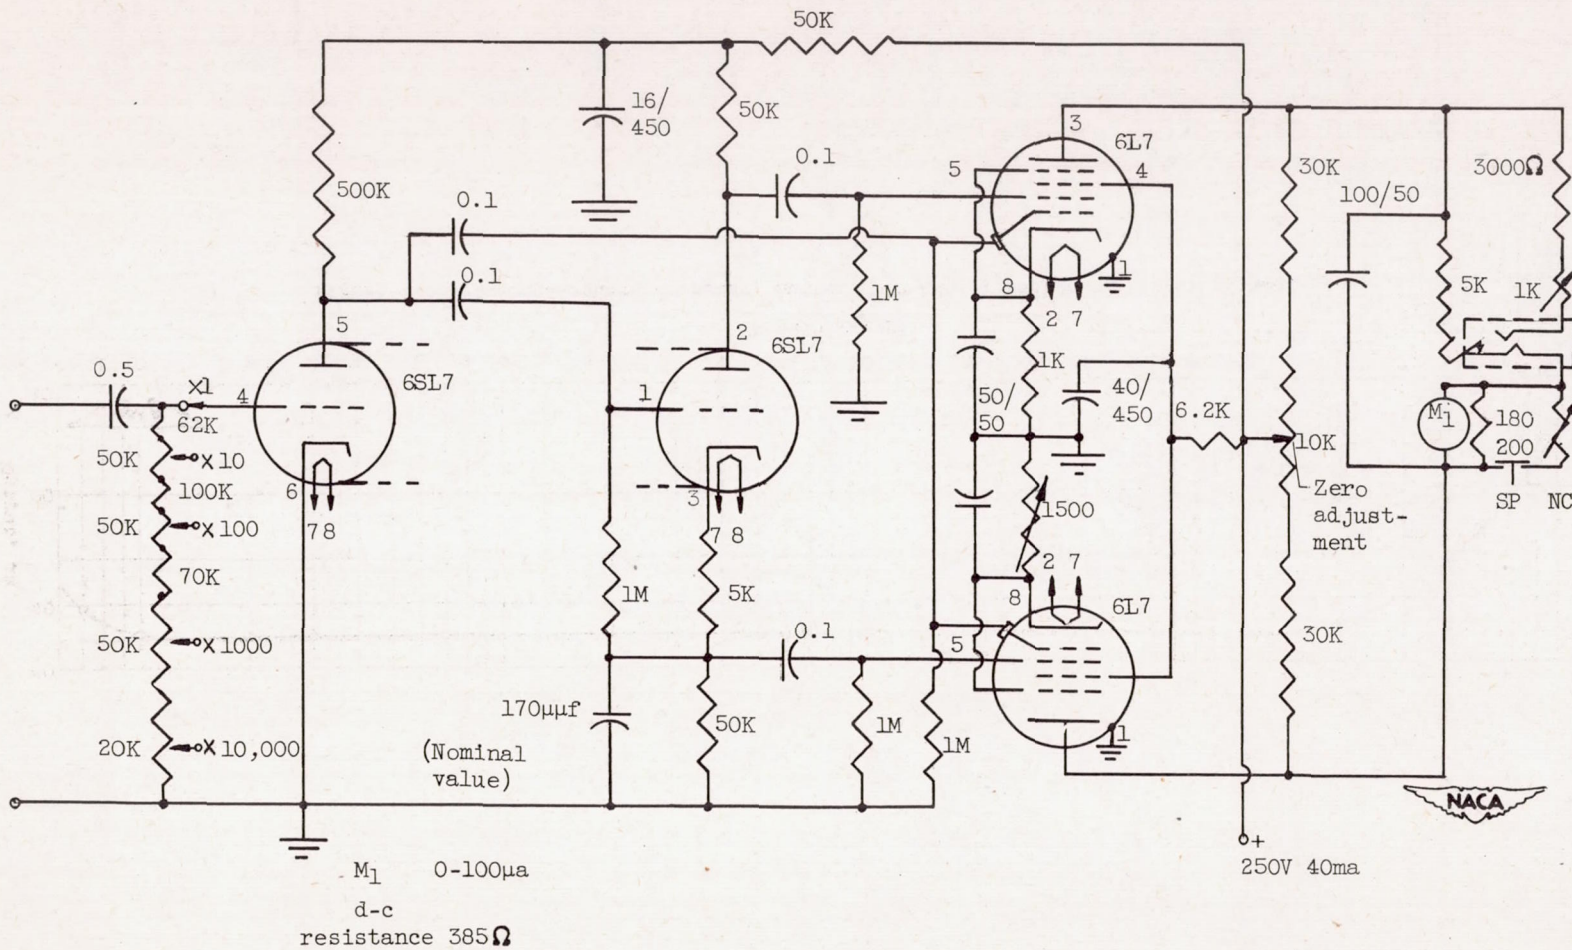 50K
16/
450
50K
500K
0.1
0.1
0.1
1M
3
6L7
5
4
1
8
2 7
30K
3000Ω
100/50
5K
1K
5
6SL7
2
6SL7
0.5
x1
4
62K
50K
X 10
100K
50K
X 100
70K
50K
X 1000
20K
X 10,000
6
7 8
1
3
7 8
1K
50/
50
40/
450
6.2K
10K
M1
180
200
SP
NC
Zero
adjust-
ment
1500
1M
5K
2 7
8
6L7
5
0.1
30K
170μμf
(Nominal
value)
50K
1M
1M
1
NACA
+
250V 40ma
M1 0-100μa
d-c
resistance 385Ω